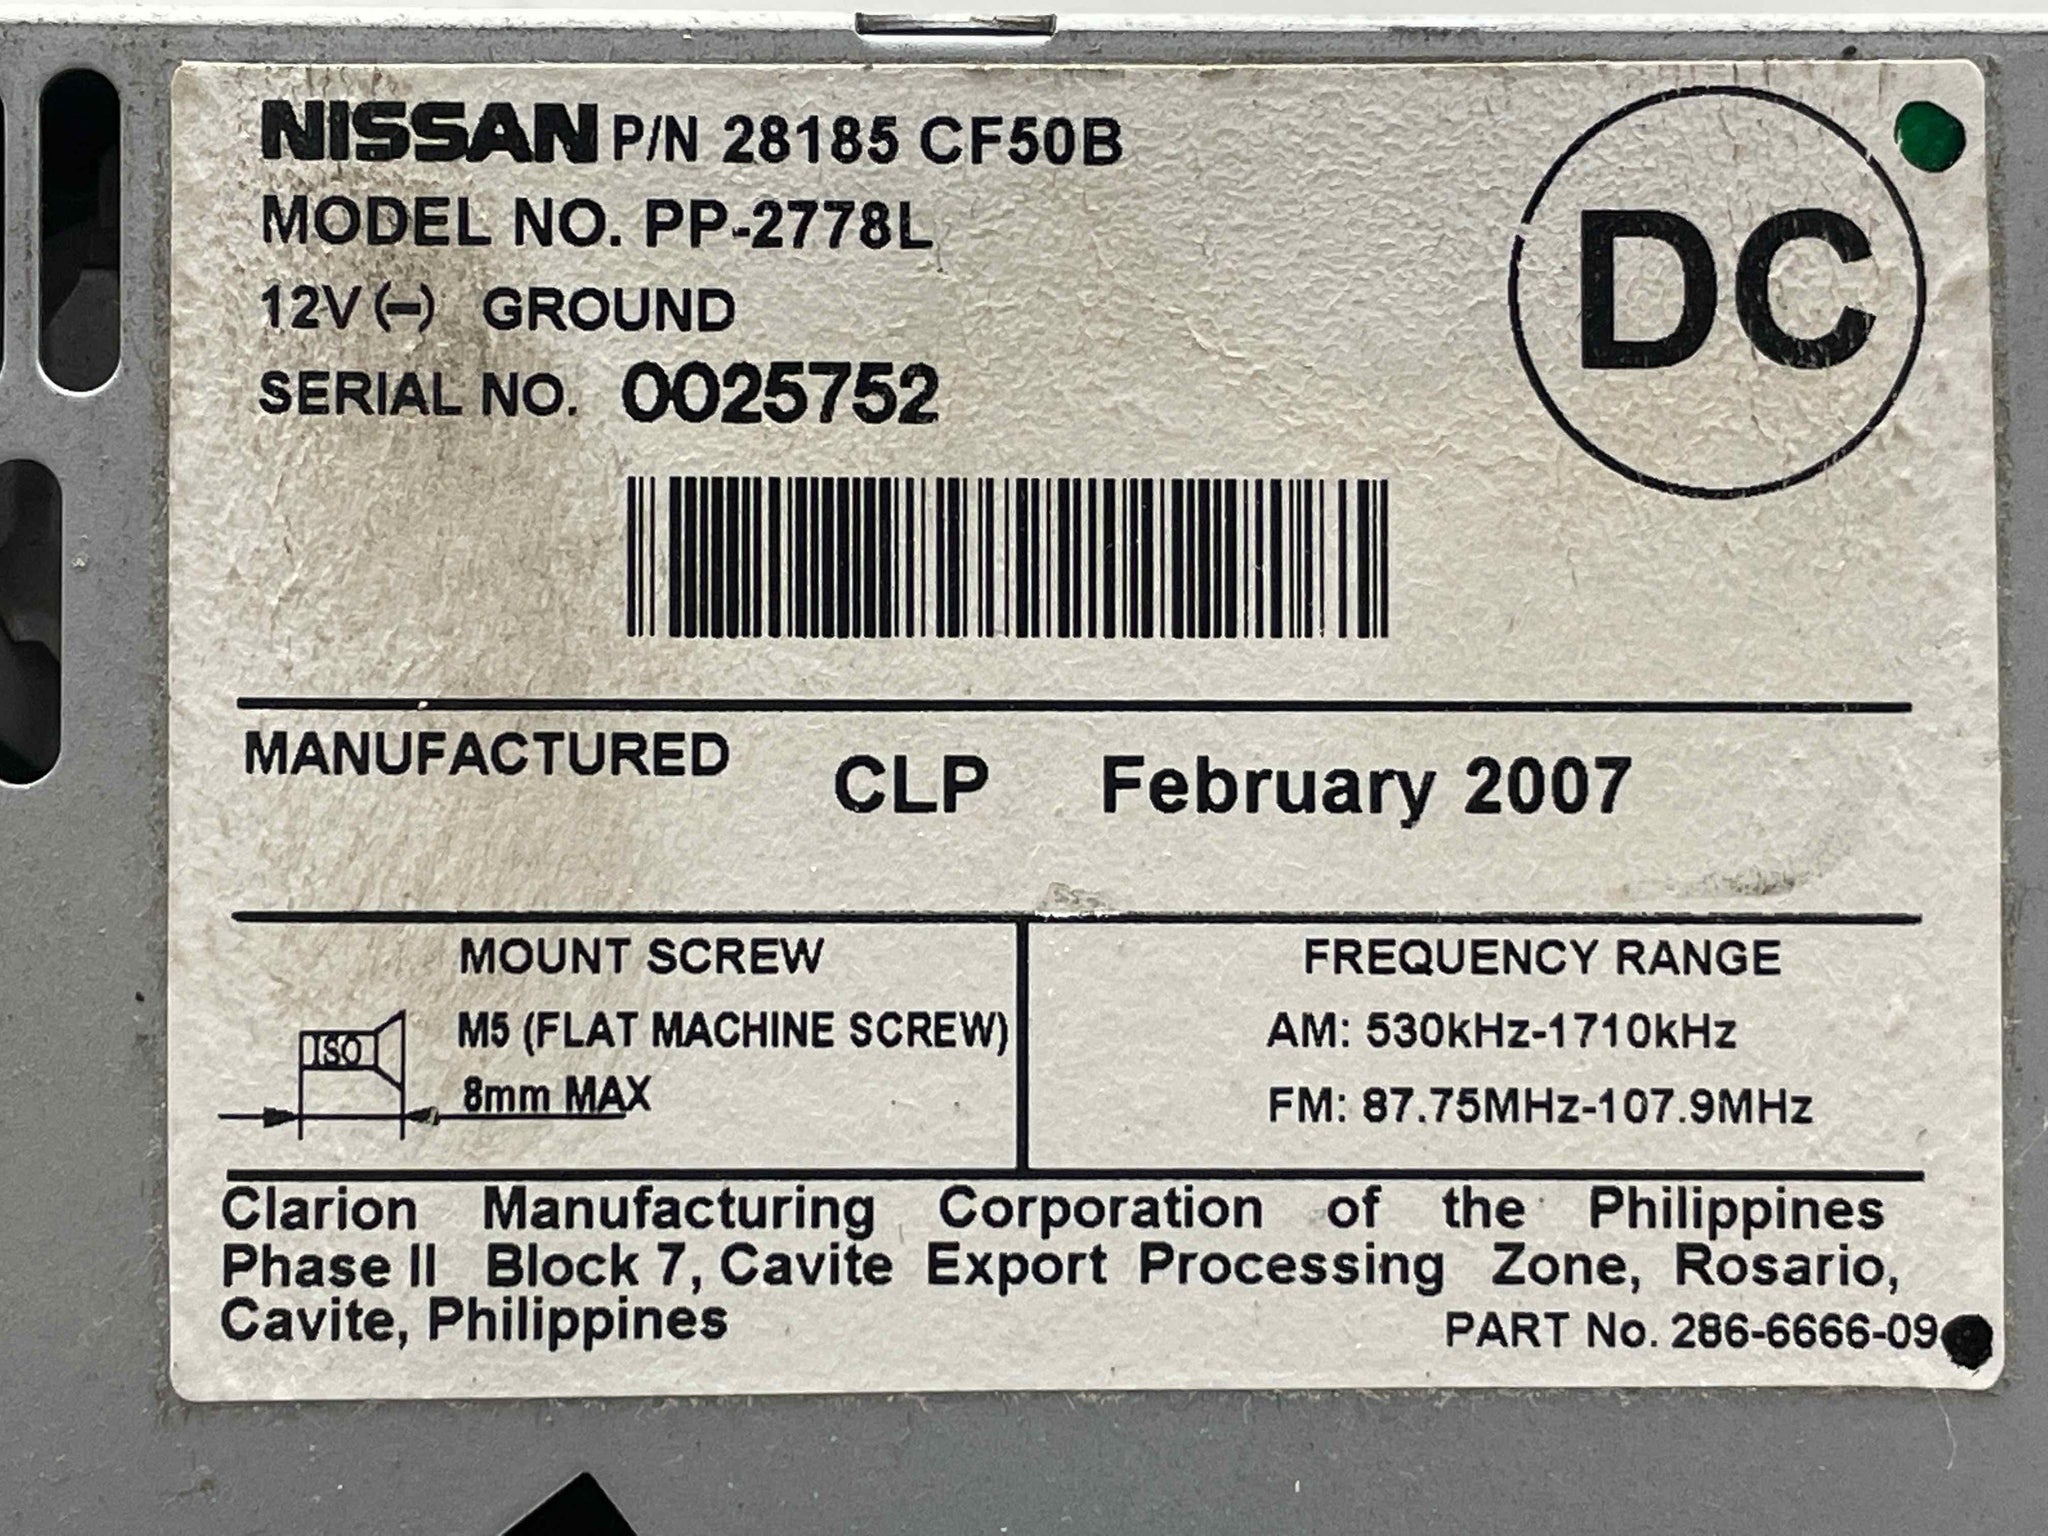 NISSAN P/N 28185 CF50B
MODEL NO. PP-2778L
12V (–) GROUND
SERIAL NO. 0025752
DC
MANUFACTURED CLP February 2007
MOUNT SCREW
ISO
M5 (FLAT MACHINE SCREW)
8mm MAX
FREQUENCY RANGE
AM: 530kHz-1710kHz
FM: 87.75MHz-107.9MHz
Clarion Manufacturing Corporation of the Philippines
Phase II Block 7, Cavite Export Processing Zone, Rosario,
Cavite, Philippines
PART No. 286-6666-09